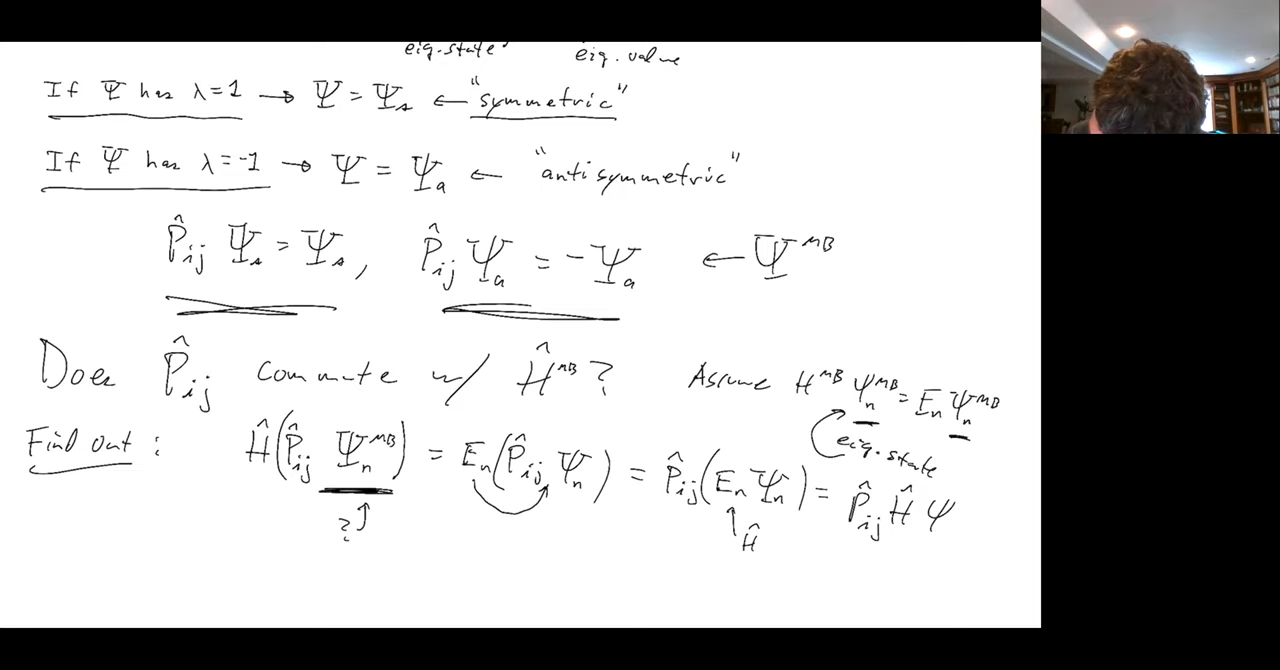 eig. state eig. value
If Ψ has λ=1 → Ψ = Ψₛ ← "symmetric"
If Ψ has λ=-1 → Ψ = Ψₐ ← "antisymmetric"
P̂ij Ψₛ = Ψₛ, P̂ij Ψₐ = -Ψₐ ← Ψ^MB
Does P̂ij commute w/ Ĥ^MB? Assume H^MB Ψn^MB = En Ψn^MB
eig. state
Find out: Ĥ(P̂ij Ψn^MB) = En(P̂ij Ψn) = P̂ij(En Ψn) = P̂ij Ĥ Ψ
? ↑ ↑ Ĥ